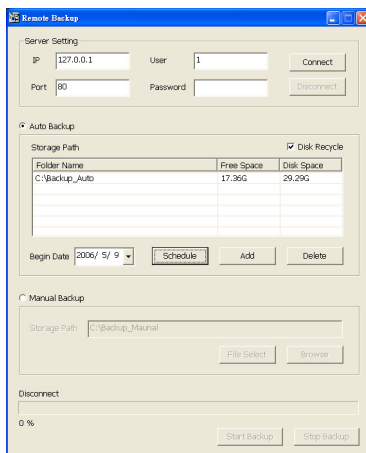 Remote Backup
Server Setting
IP 127.0.0.1 User 1 Connect
Port 80 Password Disconnect
Auto Backup
Storage Path Disk Recycle
Folder Name Free Space Disk Space
C:\Backup_Auto 17.36G 29.29G
Begin Date 2006/ 5/ 9 Schedule Add Delete
Manual Backup
Storage Path C:\Backup_Maunal
File Select Browse
Disconnect
0 %
Start Backup Stop Backup